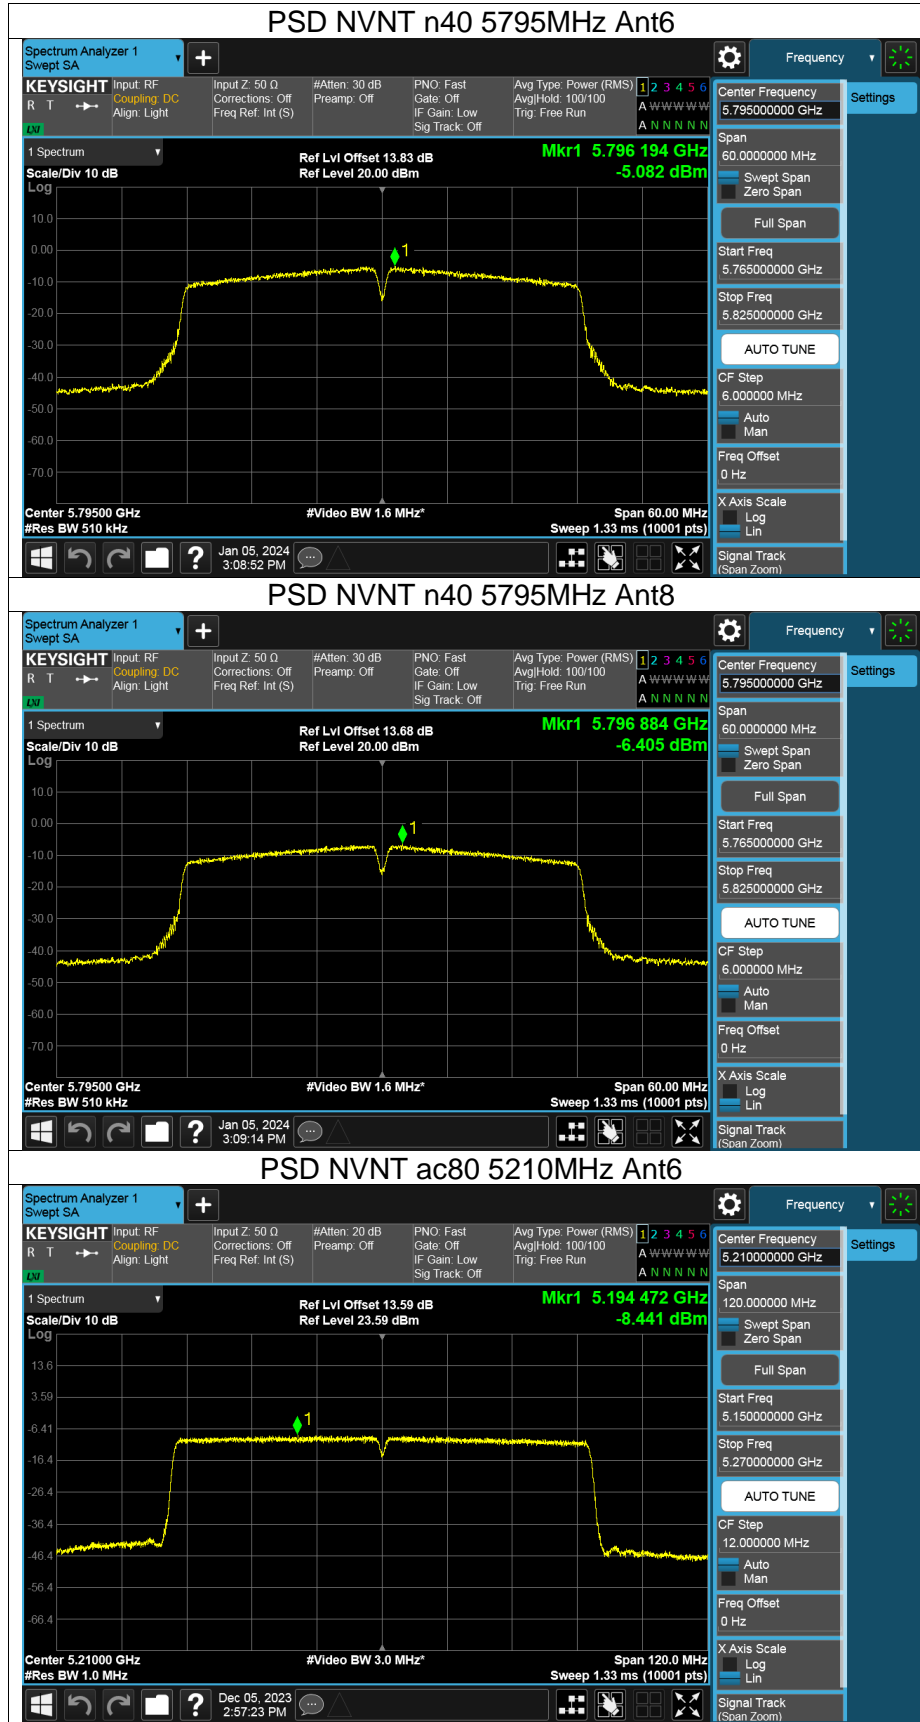 PSD NVNT n40 5795MHz Ant6
Spectrum Analyzer 1
Swept SA
Frequency
KEYSIGHT
R T
LXI
Input: RF
Coupling: DC
Align: Light
Input Z: 50 Ω
Corrections: Off
Freq Ref: Int (S)
#Atten: 30 dB
Preamp: Off
PNO: Fast
Gate: Off
IF Gain: Low
Sig Track: Off
Avg Type: Power (RMS)
Avg|Hold: 100/100
Trig: Free Run
1 2 3 4 5 6
A W W W W W
A N N N N N
1 Spectrum
Scale/Div 10 dB
Log
Ref Lvl Offset 13.83 dB
Ref Level 20.00 dBm
Mkr1 5.796 194 GHz
-5.082 dBm
1
10.0
0.00
-10.0
-20.0
-30.0
-40.0
-50.0
-60.0
-70.0
Center 5.79500 GHz
#Res BW 510 kHz
#Video BW 1.6 MHz*
Span 60.00 MHz
Sweep 1.33 ms (10001 pts)
?
Jan 05, 2024
3:08:52 PM
Center Frequency
5.795000000 GHz
Settings
Span
60.0000000 MHz
Swept Span
Zero Span
Full Span
Start Freq
5.765000000 GHz
Stop Freq
5.825000000 GHz
AUTO TUNE
CF Step
6.000000 MHz
Auto
Man
Freq Offset
0 Hz
X Axis Scale
Log
Lin
Signal Track
(Span Zoom)
PSD NVNT n40 5795MHz Ant8
Spectrum Analyzer 1
Swept SA
Frequency
KEYSIGHT
R T
LXI
Input: RF
Coupling: DC
Align: Light
Input Z: 50 Ω
Corrections: Off
Freq Ref: Int (S)
#Atten: 30 dB
Preamp: Off
PNO: Fast
Gate: Off
IF Gain: Low
Sig Track: Off
Avg Type: Power (RMS)
Avg|Hold: 100/100
Trig: Free Run
1 2 3 4 5 6
A W W W W W
A N N N N N
1 Spectrum
Scale/Div 10 dB
Log
Ref Lvl Offset 13.68 dB
Ref Level 20.00 dBm
Mkr1 5.796 884 GHz
-6.405 dBm
1
10.0
0.00
-10.0
-20.0
-30.0
-40.0
-50.0
-60.0
-70.0
Center 5.79500 GHz
#Res BW 510 kHz
#Video BW 1.6 MHz*
Span 60.00 MHz
Sweep 1.33 ms (10001 pts)
?
Jan 05, 2024
3:09:14 PM
Center Frequency
5.795000000 GHz
Settings
Span
60.0000000 MHz
Swept Span
Zero Span
Full Span
Start Freq
5.765000000 GHz
Stop Freq
5.825000000 GHz
AUTO TUNE
CF Step
6.000000 MHz
Auto
Man
Freq Offset
0 Hz
X Axis Scale
Log
Lin
Signal Track
(Span Zoom)
PSD NVNT ac80 5210MHz Ant6
Spectrum Analyzer 1
Swept SA
Frequency
KEYSIGHT
R T
LXI
Input: RF
Coupling: DC
Align: Light
Input Z: 50 Ω
Corrections: Off
Freq Ref: Int (S)
#Atten: 20 dB
Preamp: Off
PNO: Fast
Gate: Off
IF Gain: Low
Sig Track: Off
Avg Type: Power (RMS)
Avg|Hold: 100/100
Trig: Free Run
1 2 3 4 5 6
A W W W W W
A N N N N N
1 Spectrum
Scale/Div 10 dB
Log
Ref Lvl Offset 13.59 dB
Ref Level 23.59 dBm
Mkr1 5.194 472 GHz
-8.441 dBm
1
13.6
3.59
-6.41
-16.4
-26.4
-36.4
-46.4
-56.4
-66.4
Center 5.21000 GHz
#Res BW 1.0 MHz
#Video BW 3.0 MHz*
Span 120.0 MHz
Sweep 1.33 ms (10001 pts)
?
Dec 05, 2023
2:57:23 PM
Center Frequency
5.210000000 GHz
Settings
Span
120.000000 MHz
Swept Span
Zero Span
Full Span
Start Freq
5.150000000 GHz
Stop Freq
5.270000000 GHz
AUTO TUNE
CF Step
12.000000 MHz
Auto
Man
Freq Offset
0 Hz
X Axis Scale
Log
Lin
Signal Track
(Span Zoom)